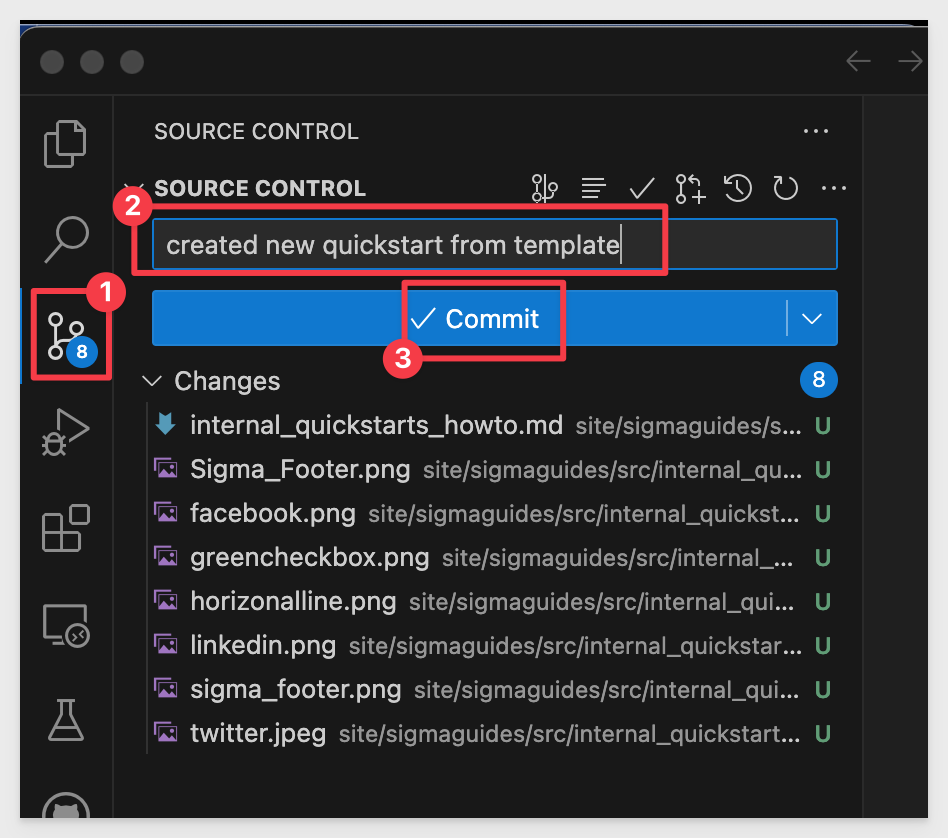 SOURCE CONTROL
SOURCE CONTROL
2
created new quickstart from template
1
8
Commit
3
Changes 8
internal_quickstarts_howto.md site/sigmaguides/s... U
Sigma_Footer.png site/sigmaguides/src/internal_qu... U
facebook.png site/sigmaguides/src/internal_quickst... U
greencheckbox.png site/sigmaguides/src/internal_... U
horizonalline.png site/sigmaguides/src/internal_qui... U
linkedin.png site/sigmaguides/src/internal_quickstar... U
sigma_footer.png site/sigmaguides/src/internal_qui... U
twitter.jpeg site/sigmaguides/src/internal_quickstart... U